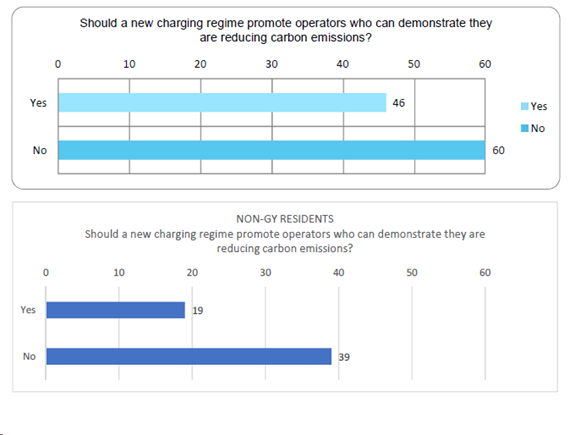 Should a new charging regime promote operators who can demonstrate they
are reducing carbon emissions?
0 10 20 30 40 50 60
Yes 46
No 60
Yes
No
NON-GY RESIDENTS
Should a new charging regime promote operators who can demonstrate they are
reducing carbon emissions?
0 10 20 30 40 50 60
Yes 19
No 39